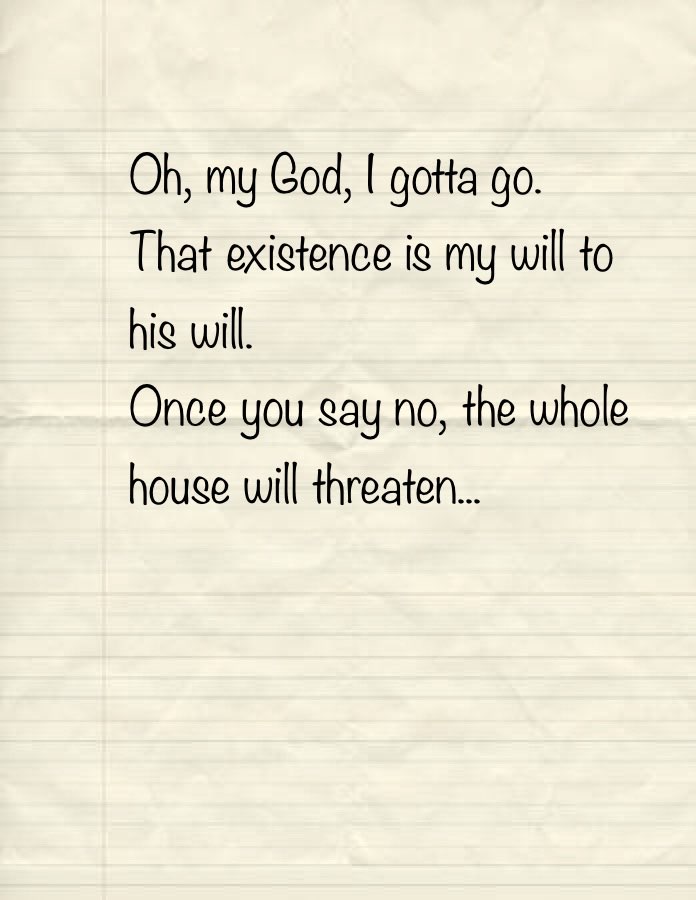 Oh, my God, I gotta go.
That existence is my will to
his will.
Once you say no, the whole
house will threaten...